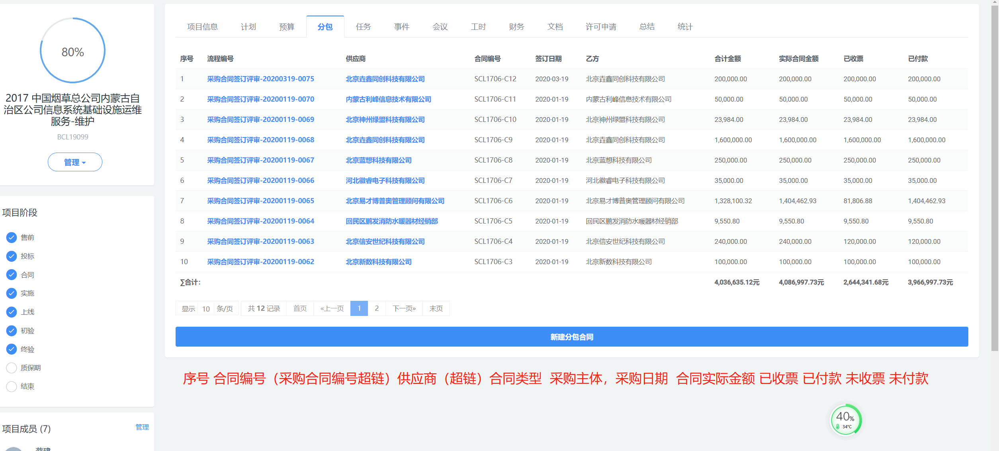 80%
2017 中国烟草总公司内蒙古自
治区公司信息系统基础设施运维
服务-维护
BCL19099
管理
项目阶段
售前
投标
合同
实施
上线
初验
终验
质保期
结束
项目成员 (7)
管理
项目信息 计划 预算 分包 任务 事件 会议 工时 财务 文档 许可申请 总结 统计
序号 流程编号 供应商 合同编号 签订日期 乙方 合计金额 实际合同金额 已收票 已付款
1 采购合同签订评审-20200319-0075 北京垚鑫同创科技有限公司 SCL1706-C12 2020-03-19 北京垚鑫同创科技有限公司 200,000.00 200,000.00 200,000.00 200,000.00
2 采购合同签订评审-20200119-0070 内蒙古利峰信息技术有限公司 SCL1706-C11 2020-01-19 内蒙古利峰信息技术有限公司 50,000.00 50,000.00 50,000.00 50,000.00
3 采购合同签订评审-20200119-0069 北京神州绿盟科技有限公司 SCL1706-C10 2020-01-19 北京神州绿盟科技有限公司 23,984.00 23,984.00 23,984.00 23,984.00
4 采购合同签订评审-20200119-0068 北京垚鑫同创科技有限公司 SCL1706-C9 2020-01-19 北京垚鑫同创科技有限公司 1,600,000.00 1,600,000.00 1,600,000.00 1,600,000.00
5 采购合同签订评审-20200119-0067 北京蓝想科技有限公司 SCL1706-C8 2020-01-19 北京蓝想科技有限公司 250,000.00 250,000.00 250,000.00 250,000.00
6 采购合同签订评审-20200119-0066 河北徽睿电子科技有限公司 SCL1706-C7 2020-01-19 河北徽睿电子科技有限公司 35,000.00 35,000.00 35,000.00 35,000.00
7 采购合同签订评审-20200119-0065 北京易才博普奥管理顾问有限公司 SCL1706-C6 2020-01-19 北京易才博普奥管理顾问有限公司 1,328,100.32 1,404,462.93 81,806.88 1,404,462.93
8 采购合同签订评审-20200119-0064 回民区鹏发消防水暖器材经销部 SCL1706-C5 2020-01-19 回民区鹏发消防水暖器材经销部 9,550.80 9,550.80 9,550.80 9,550.80
9 采购合同签订评审-20200119-0063 北京信安世纪科技有限公司 SCL1706-C4 2020-01-19 北京信安世纪科技有限公司 240,000.00 240,000.00 120,000.00 120,000.00
10 采购合同签订评审-20200119-0062 北京新数科技有限公司 SCL1706-C3 2020-01-19 北京新数科技有限公司 100,000.00 100,000.00 100,000.00 100,000.00
∑合计： 4,036,635.12元 4,086,997.73元 2,644,341.68元 3,966,997.73元
显示 10 条/页 共 12 记录 首页 «上一页 1 2 下一页» 末页
新建分包合同
序号 合同编号（采购合同编号超链）供应商（超链）合同类型 采购主体，采购日期 合同实际金额 已收票 已付款 未收票 未付款
40%
34°C